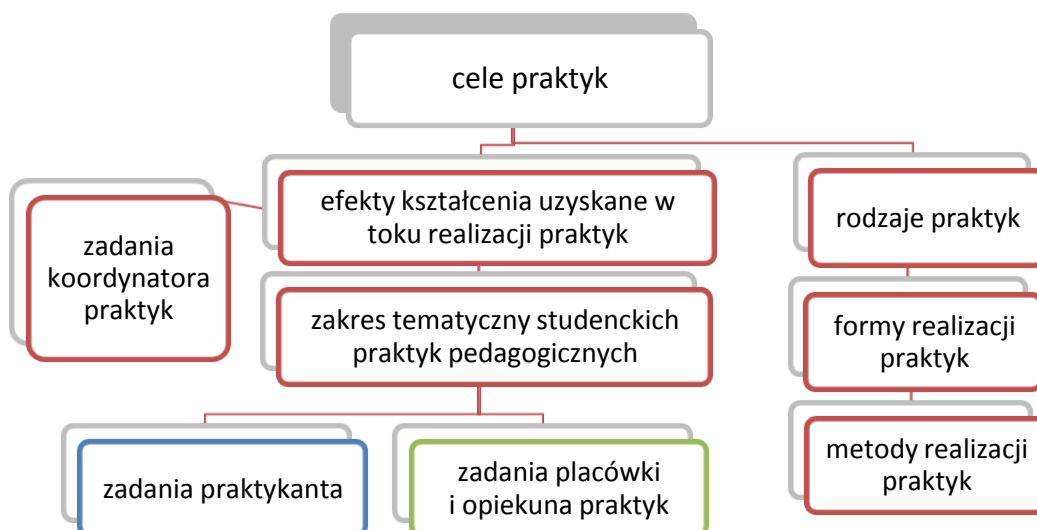 cele praktyk
efekty kształcenia uzyskane w
toku realizacji praktyk
rodzaje praktyk
zadania
koordynatora
praktyk
zakres tematyczny studenckich
praktyk pedagogicznych
formy realizacji
praktyk
zadania praktykanta
zadania placówki
i opiekuna praktyk
metody realizacji
praktyk